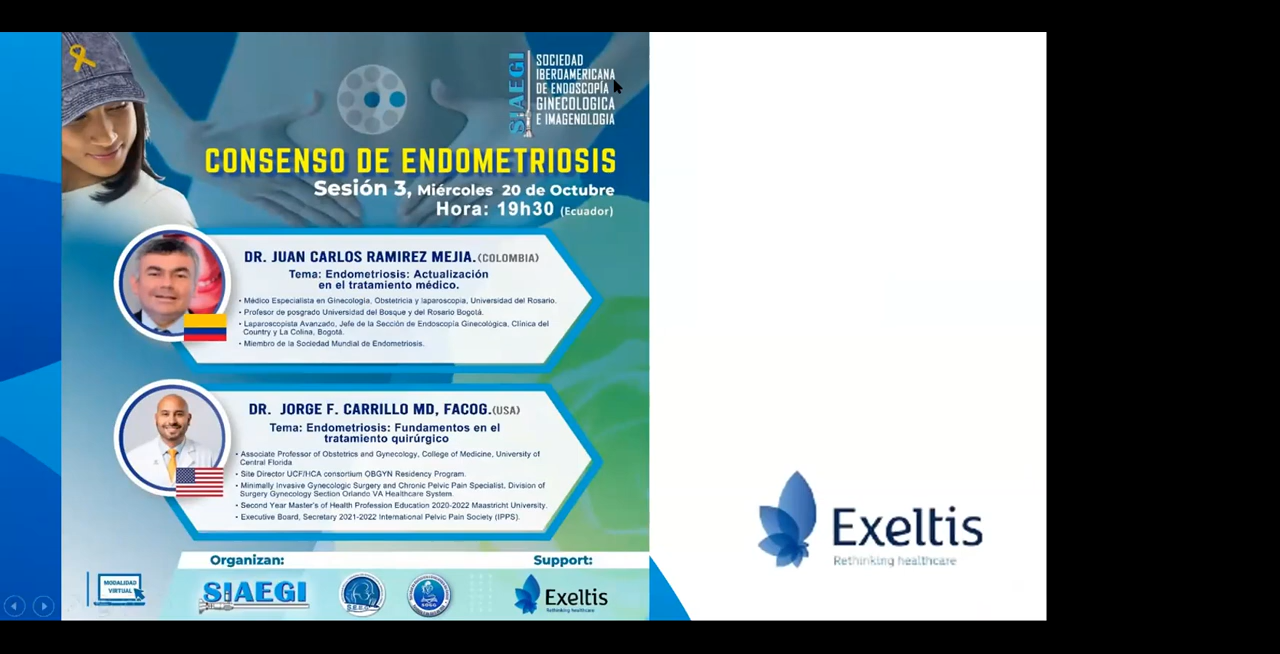 SIAEGI
SOCIEDAD
IBEROAMERICANA
DE ENDOSCOPÍA
GINECOLOGICA
E IMAGENOLOGIA
CONSENSO DE ENDOMETRIOSIS
Sesión 3, Miércoles 20 de Octubre
Hora: 19h30 (Ecuador)
DR. JUAN CARLOS RAMIREZ MEJIA.(COLOMBIA)
Tema: Endometriosis: Actualización
en el tratamiento médico.
• Médico Especialista en Ginecología, Obstetricia y laparoscopia, Universidad del Rosario.
• Profesor de posgrado Universidad del Bosque y del Rosario Bogotá.
• Laparoscopista Avanzado, Jefe de la Sección de Endoscopia Ginecológica, Clínica del
Country y La Colina, Bogotá.
• Miembro de la Sociedad Mundial de Endometriosis.
DR. JORGE F. CARRILLO MD, FACOG.(USA)
Tema: Endometriosis: Fundamentos en el
tratamiento quirúrgico
• Associate Professor of Obstetrics and Gynecology, College of Medicine, University of
Central Florida
• Site Director UCF/HCA consortium OBGYN Residency Program.
• Minimally Invasive Gynecologic Surgery and Chronic Pelvic Pain Specialist, Division of
Surgery Gynecology Section Orlando VA Healthcare System.
• Second Year Master's of Health Profession Education 2020-2022 Maastricht University.
• Executive Board, Secretary 2021-2022 International Pelvic Pain Society (IPPS).
Organizan:
Support:
MODALIDAD
VIRTUAL
SIAEGI
Exeltis
Rethinking healthcare
Exeltis
Rethinking healthcare